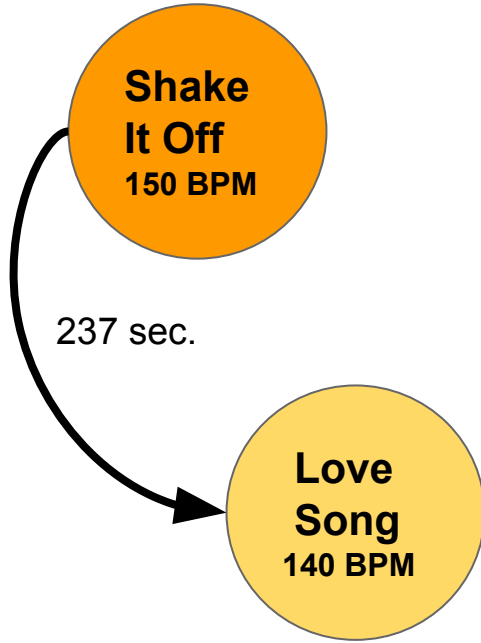 Shake
It Off
150 BPM
237 sec.
Love
Song
140 BPM